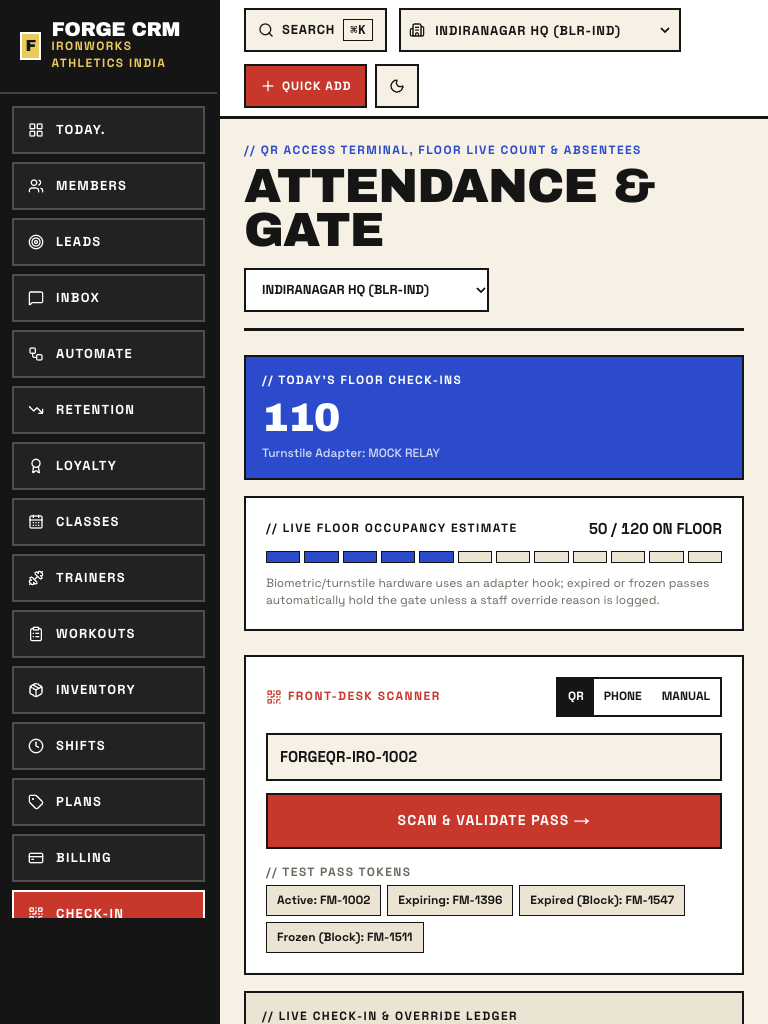 F
FORGE CRM
IRONWORKS
ATHLETICS INDIA
TODAY.
MEMBERS
LEADS
INBOX
AUTOMATE
RETENTION
LOYALTY
CLASSES
TRAINERS
WORKOUTS
INVENTORY
SHIFTS
PLANS
BILLING
CHECK-IN
SEARCH ⌘K
INDIRANAGAR HQ (BLR-IND)
QUICK ADD
// QR ACCESS TERMINAL, FLOOR LIVE COUNT & ABSENTEES
ATTENDANCE &
GATE
INDIRANAGAR HQ (BLR-IND)
// TODAY'S FLOOR CHECK-INS
110
Turnstile Adapter: MOCK RELAY
// LIVE FLOOR OCCUPANCY ESTIMATE
50 / 120 ON FLOOR
Biometric/turnstile hardware uses an adapter hook; expired or frozen passes
automatically hold the gate unless a staff override reason is logged.
FRONT-DESK SCANNER
QR PHONE MANUAL
FORGEQR-IRO-1002
SCAN & VALIDATE PASS →
// TEST PASS TOKENS
Active: FM-1002
Expiring: FM-1396
Expired (Block): FM-1547
Frozen (Block): FM-1511
// LIVE CHECK-IN & OVERRIDE LEDGER